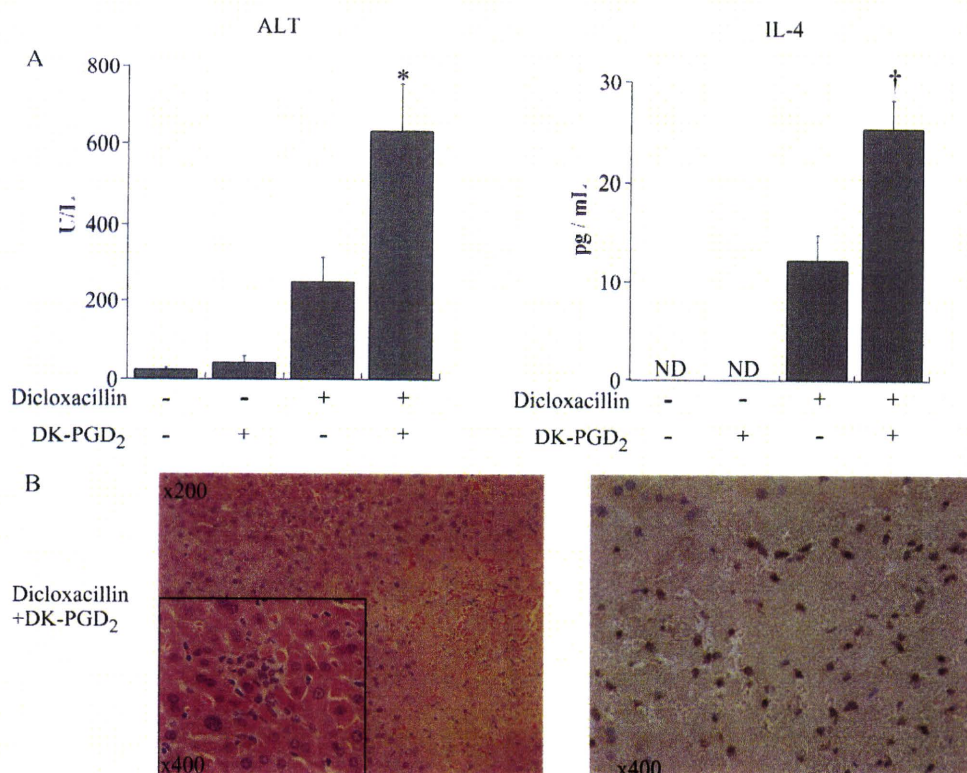 ALT
IL-4
A
800
600
400
200
0
U/L
*
Dicloxacillin - - + +
DK-PGD₂ - + - +
30
20
10
0
pg / mL
ND ND
†
Dicloxacillin - - + +
DK-PGD₂ - + - +
B
Dicloxacillin
+DK-PGD₂
x200
x400
x400